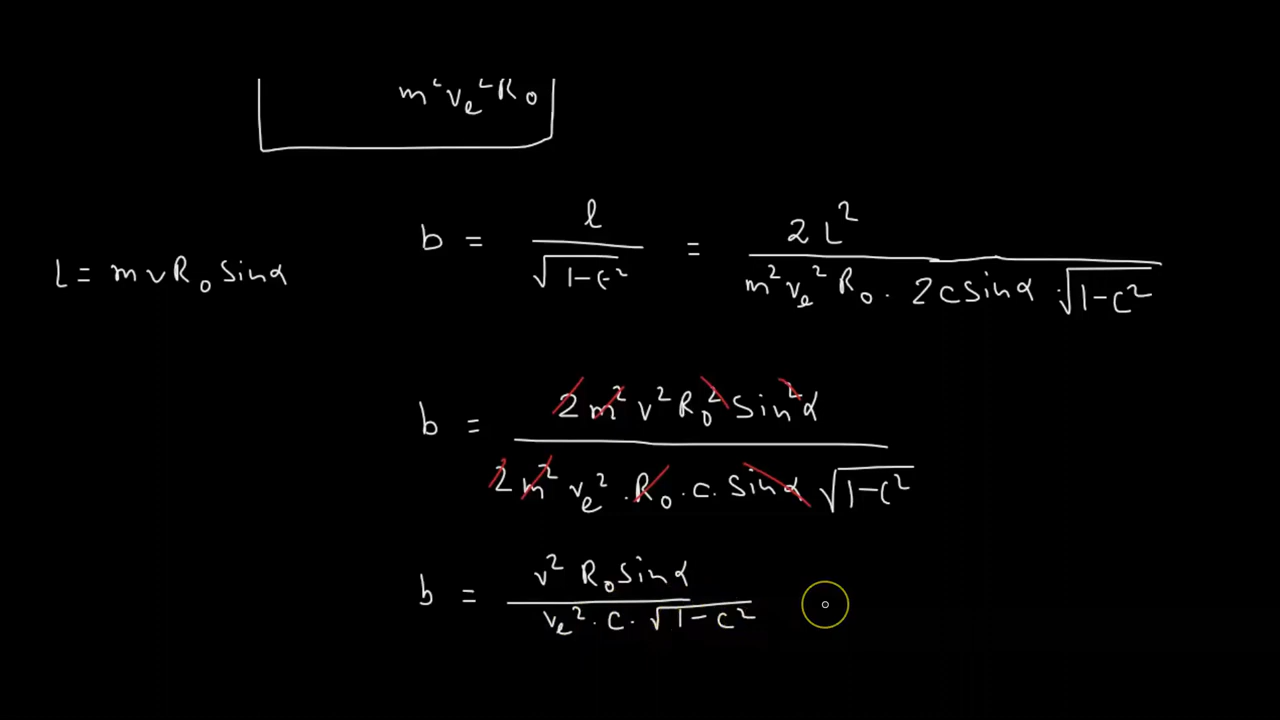 m²vₑ²R₀
b = l / √(1-ε²) = 2L² / (m²vₑ²R₀ · 2c sinα · √(1-c²))
L = mvR₀ sinα
b = 2m²v²R₀² sin²α / (2m²vₑ² · R₀ · c · sinα √(1-c²))
b = v² R₀ sinα / (vₑ² · c · √(1-c²))